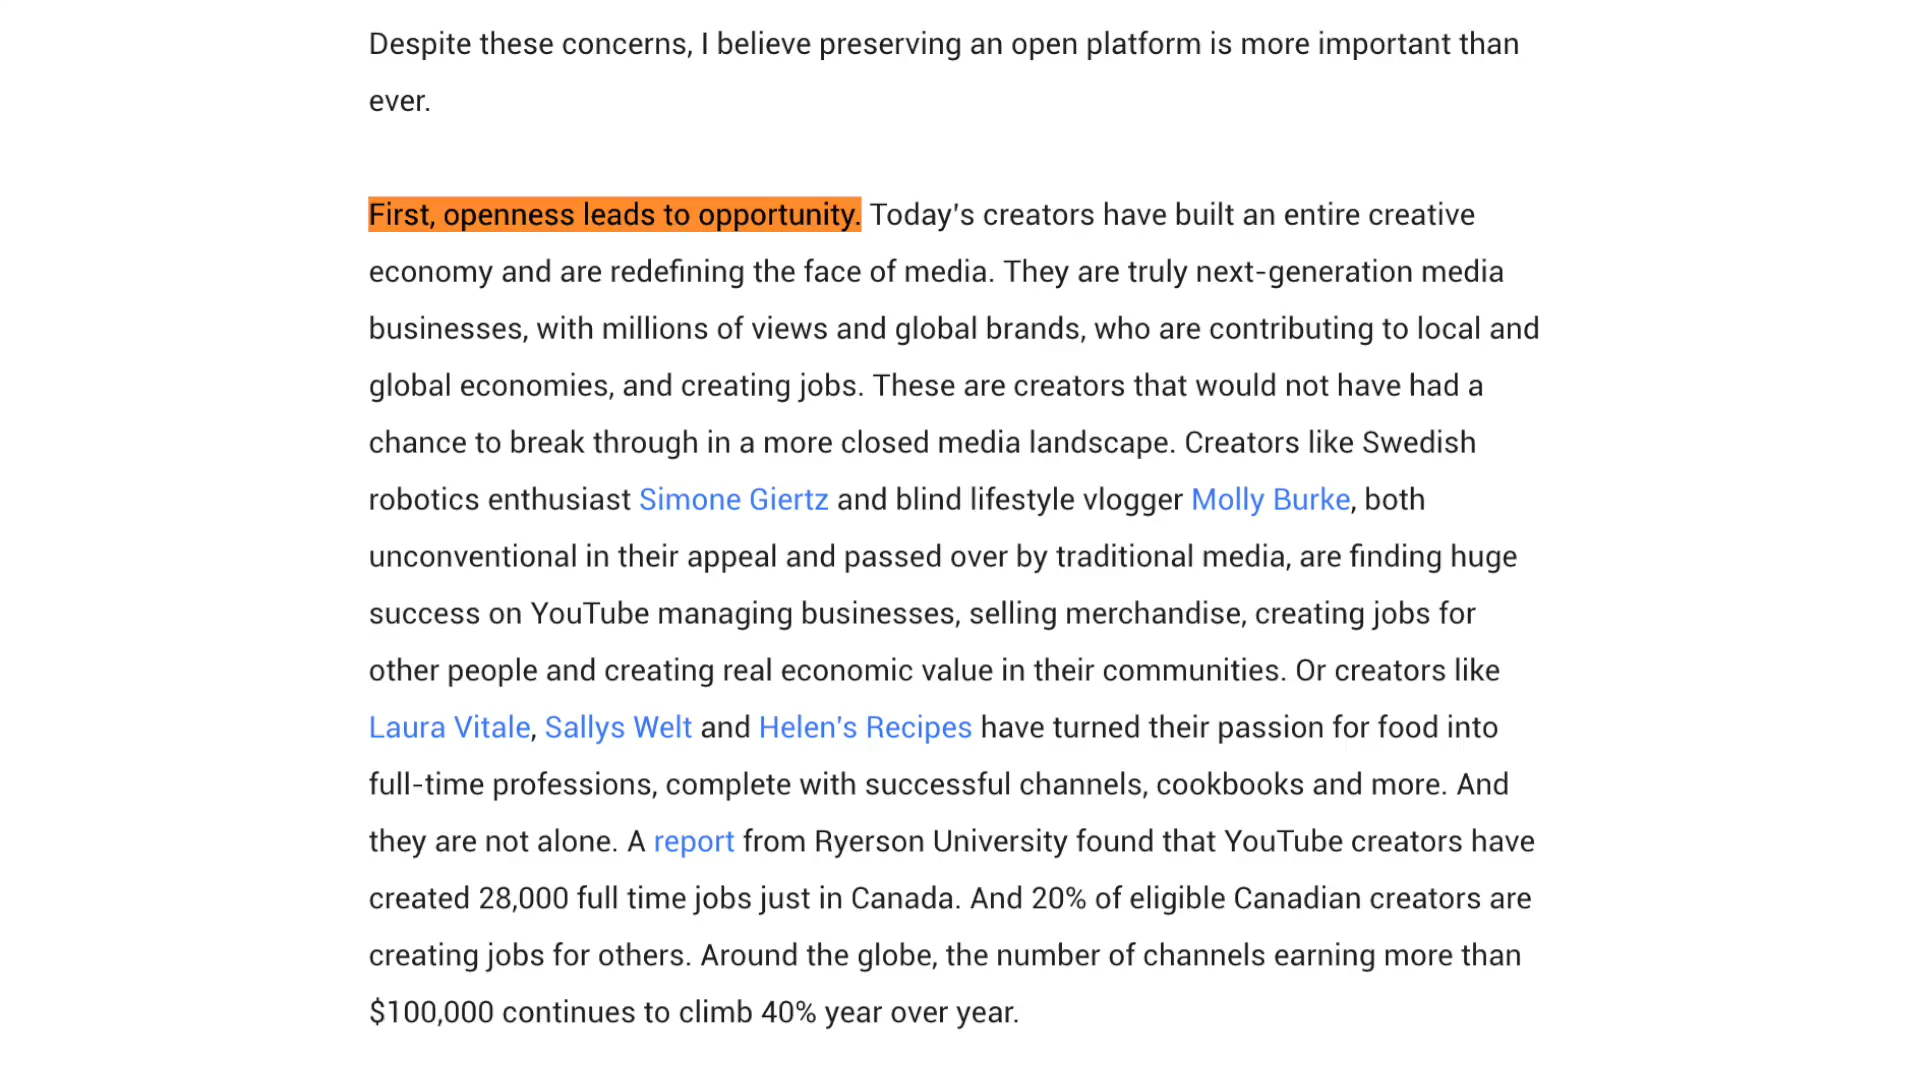 Despite these concerns, I believe preserving an open platform is more important than
ever.
First, openness leads to opportunity. Today's creators have built an entire creative
economy and are redefining the face of media. They are truly next-generation media
businesses, with millions of views and global brands, who are contributing to local and
global economies, and creating jobs. These are creators that would not have had a
chance to break through in a more closed media landscape. Creators like Swedish
robotics enthusiast Simone Giertz and blind lifestyle vlogger Molly Burke, both
unconventional in their appeal and passed over by traditional media, are finding huge
success on YouTube managing businesses, selling merchandise, creating jobs for
other people and creating real economic value in their communities. Or creators like
Laura Vitale, Sallys Welt and Helen's Recipes have turned their passion for food into
full-time professions, complete with successful channels, cookbooks and more. And
they are not alone. A report from Ryerson University found that YouTube creators have
created 28,000 full time jobs just in Canada. And 20% of eligible Canadian creators are
creating jobs for others. Around the globe, the number of channels earning more than
$100,000 continues to climb 40% year over year.